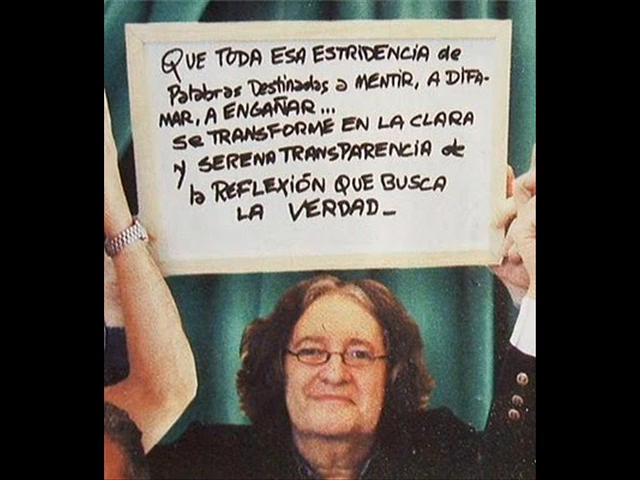 QUE TODA ESA ESTRIDENCIA de
Palabras Destinadas a MENTIR, A DIFA-
MAR, A ENGAÑAR...
Se TRANSFORME EN LA CLARA
y SERENA TRANSPARENCIA de
la REFLEXIÓN QUE BUSCA
LA VERDAD_